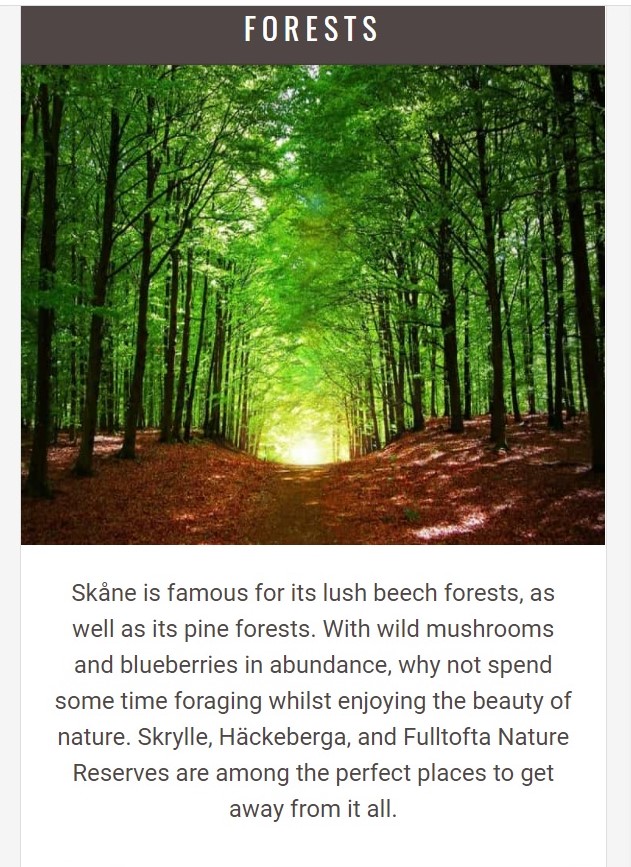 FORESTS
Skåne is famous for its lush beech forests, as
well as its pine forests. With wild mushrooms
and blueberries in abundance, why not spend
some time foraging whilst enjoying the beauty of
nature. Skrylle, Häckeberga, and Fulltofta Nature
Reserves are among the perfect places to get
away from it all.